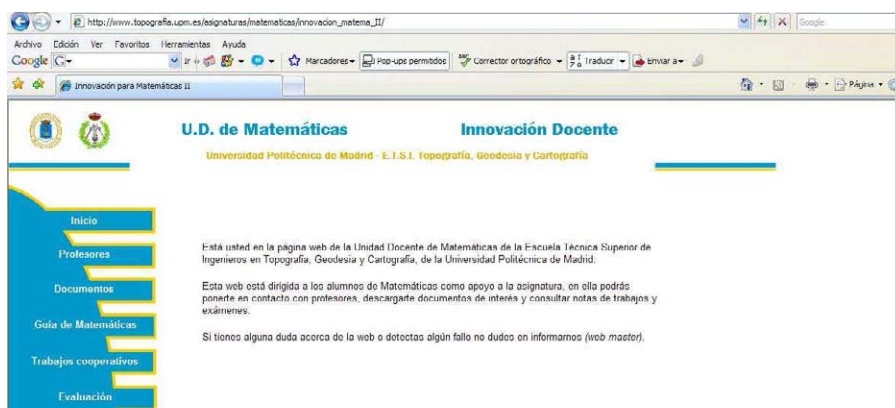 http://www.topografia.upm.es/asignaturas/matematicas/innovacion_matema_II/
Google
Archivo Edición Ver Favoritos Herramientas Ayuda
Google G Ir Marcadores Pop-ups permitidos Corrector ortográfico Traducir Enviar a
Innovación para Matemáticas II Página
U.D. de Matemáticas Innovación Docente
Universidad Politécnica de Madrid - E.T.S.I. Topografía, Geodesia y Cartografía
Inicio
Profesores
Documentos
Guía de Matemáticas
Trabajos cooperativos
Evaluación
Está usted en la página web de la Unidad Docente de Matemáticas de la Escuela Técnica Superior de
Ingenieros en Topografía, Geodesia y Cartografía, de la Universidad Politécnica de Madrid.
Esta web está dirigida a los alumnos de Matemáticas como apoyo a la asignatura, en ella podrás
ponerte en contacto con profesores, descargarte documentos de interés y consultar notas de trabajos y
exámenes.
Si tienes alguna duda acerca de la web o detectas algún fallo no dudes en informarnos (web master).